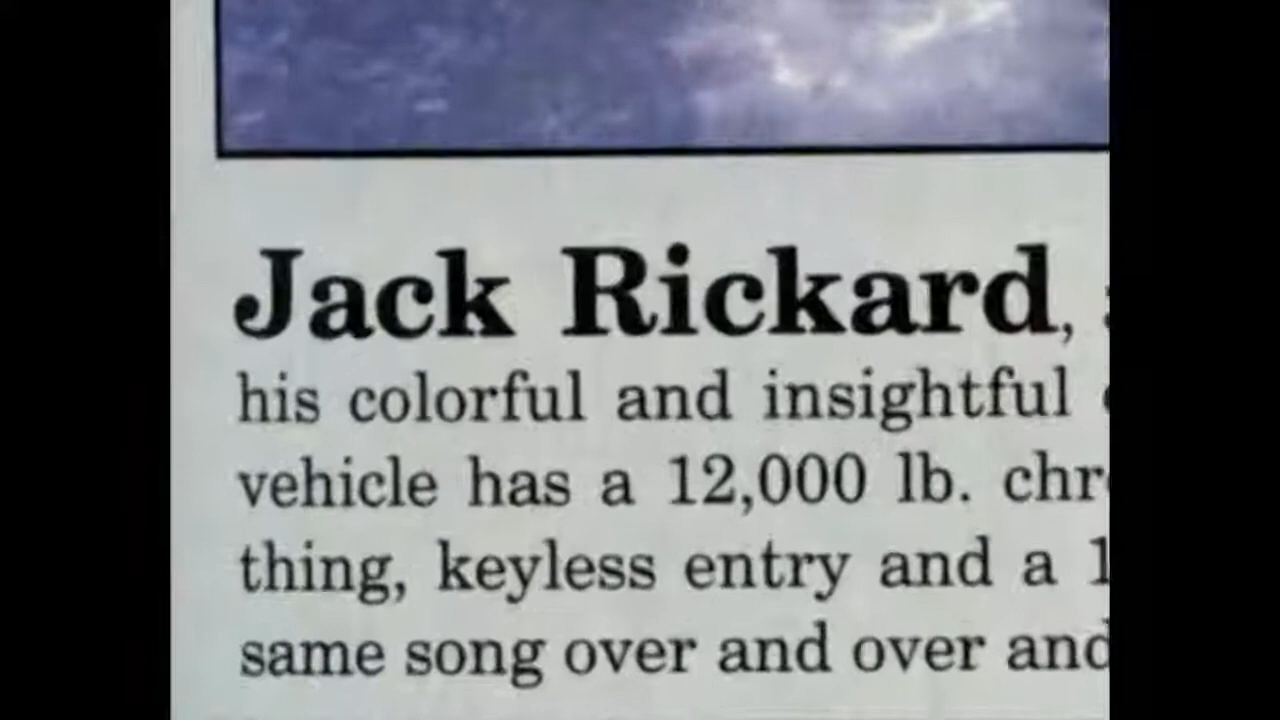 Jack Rickard,
his colorful and insightful
vehicle has a 12,000 lb.
thing, keyless entry and a
same song over and over and